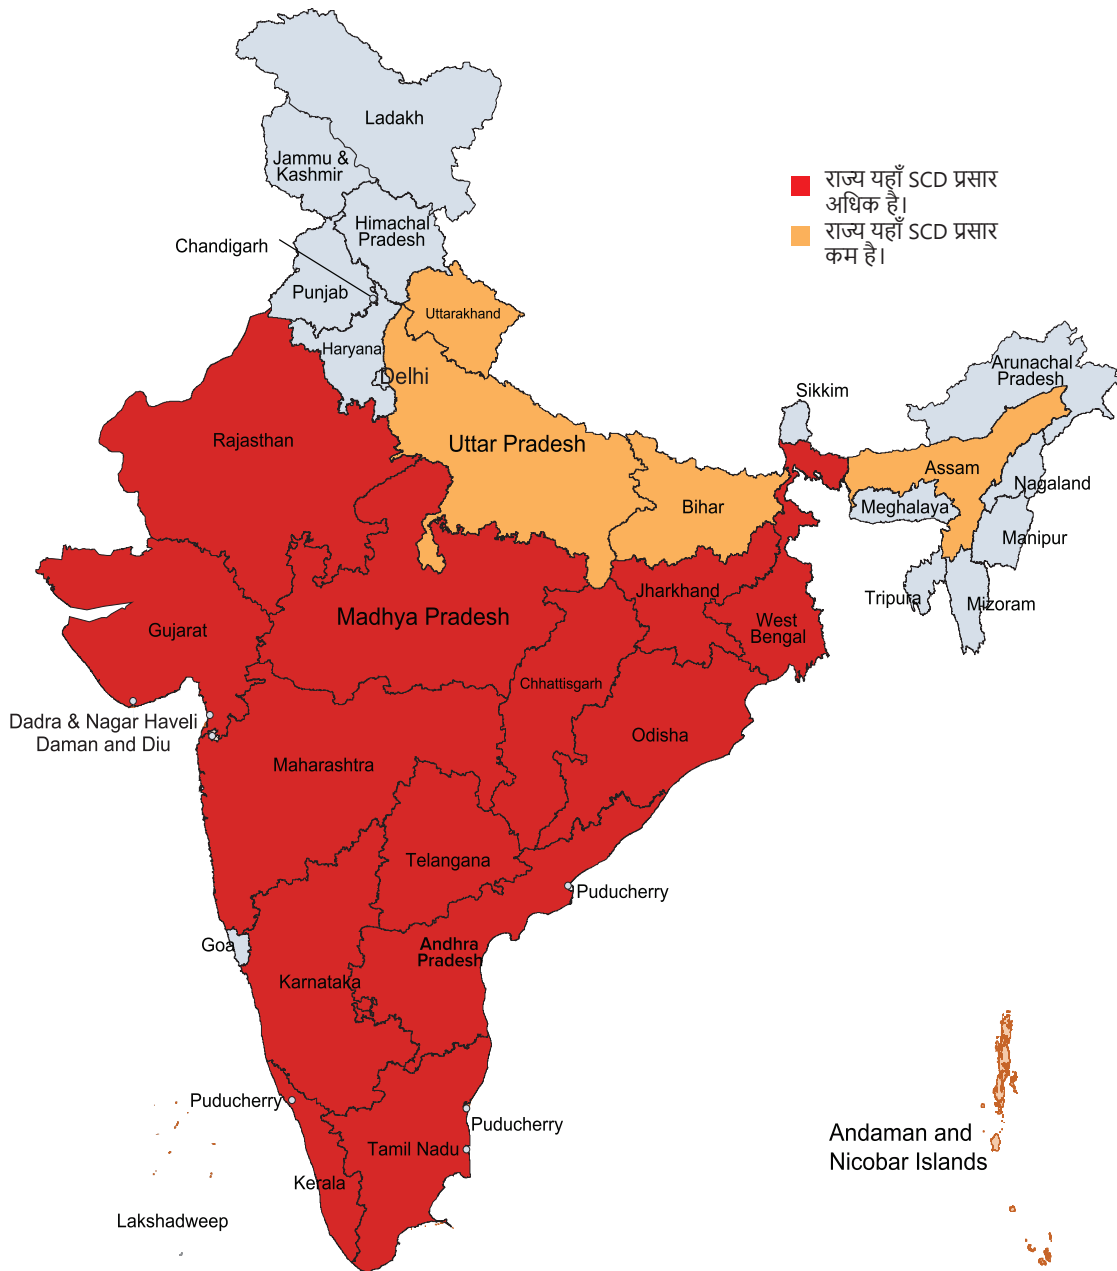 Ladakh
Jammu &
Kashmir
राज्य यहाँ SCD प्रसार
अधिक है।
Himachal
Pradesh
राज्य यहाँ SCD प्रसार
कम है।
Chandigarh
Punjab
Uttarakhand
Haryana
Delhi
Arunachal
Pradesh
Sikkim
Rajasthan
Uttar Pradesh
Assam
Nagaland
Bihar
Meghalaya
Manipur
Jharkhand
Tripura
Mizoram
Madhya Pradesh
Gujarat
West
Bengal
Chhattisgarh
Dadra & Nagar Haveli
Daman and Diu
Odisha
Maharashtra
Telangana
Puducherry
Goa
Andhra
Pradesh
Karnataka
Puducherry
Puducherry
Andaman and
Nicobar Islands
Tamil Nadu
Kerala
Lakshadweep